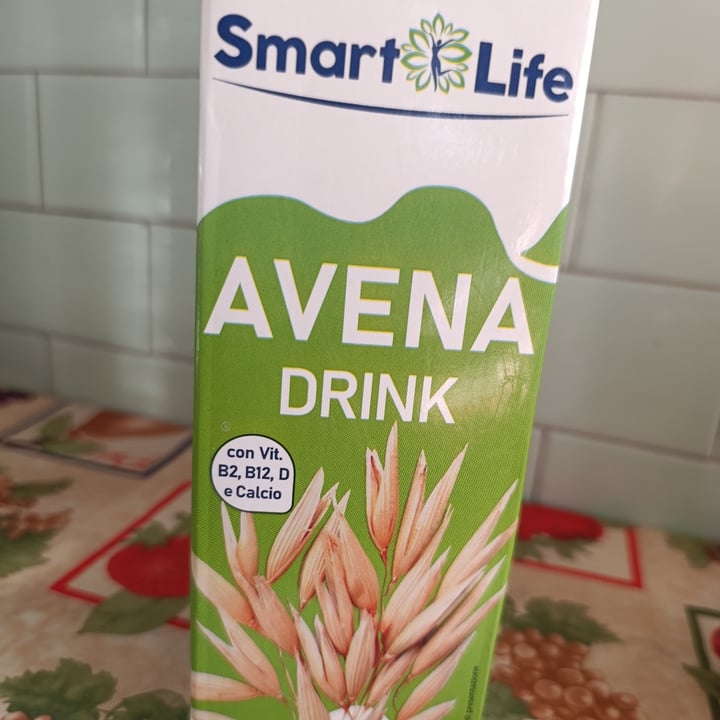 Smart Life
AVENA
DRINK
con Vit.
B2, B12, D
e Calcio